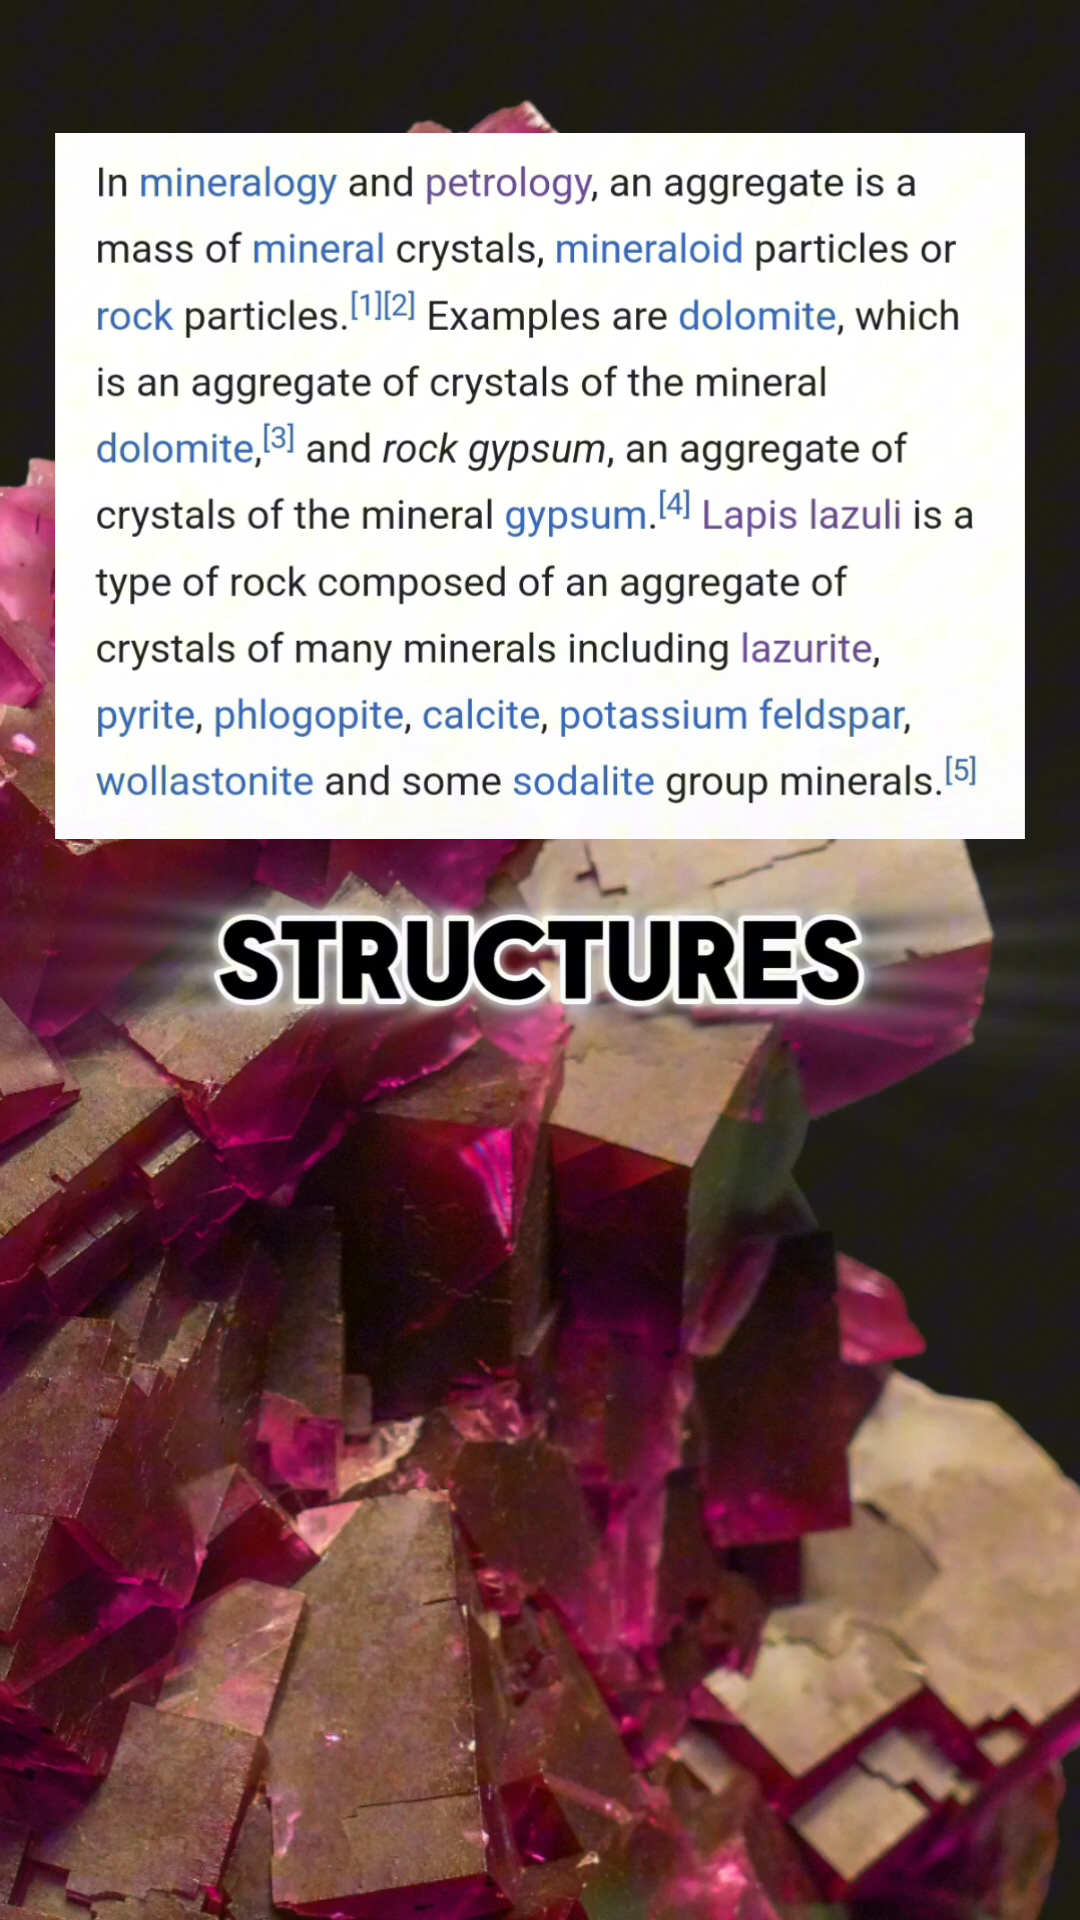 In mineralogy and petrology, an aggregate is a
mass of mineral crystals, mineraloid particles or
rock particles.[1][2] Examples are dolomite, which
is an aggregate of crystals of the mineral
dolomite,[3] and rock gypsum, an aggregate of
crystals of the mineral gypsum.[4] Lapis lazuli is a
type of rock composed of an aggregate of
crystals of many minerals including lazurite,
pyrite, phlogopite, calcite, potassium feldspar,
wollastonite and some sodalite group minerals.[5]
STRUCTURES